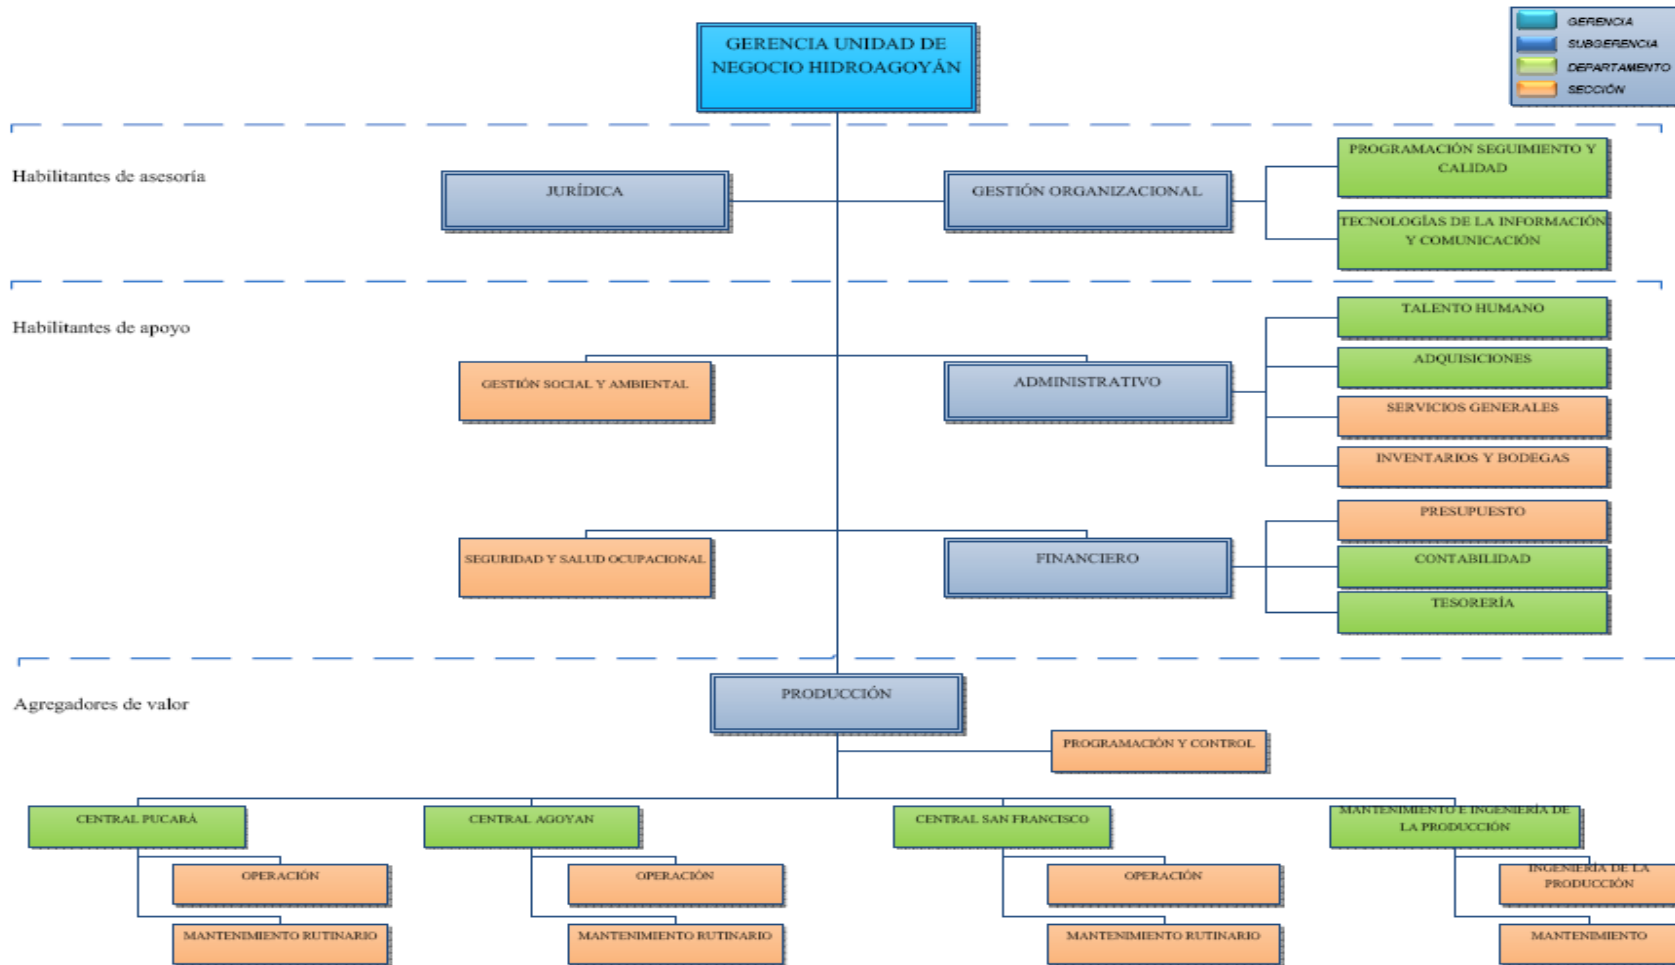 GERENCIA UNIDAD DE
NEGOCIO HIDROAGOYÁN
GERENCIA
SUBGERENCIA
DEPARTAMENTO
SECCIÓN
Habilitantes de asesoría
JURÍDICA
GESTIÓN ORGANIZACIONAL
PROGRAMACIÓN SEGUIMIENTO Y
CALIDAD
TECNOLOGÍAS DE LA INFORMACIÓN
Y COMUNICACIÓN
Habilitantes de apoyo
GESTIÓN SOCIAL Y AMBIENTAL
ADMINISTRATIVO
TALENTO HUMANO
ADQUISICIONES
SERVICIOS GENERALES
INVENTARIOS Y BODEGAS
SEGURIDAD Y SALUD OCUPACIONAL
FINANCIERO
PRESUPUESTO
CONTABILIDAD
TESORERÍA
Agregadores de valor
PRODUCCIÓN
PROGRAMACIÓN Y CONTROL
CENTRAL PUCARÁ
OPERACIÓN
MANTENIMIENTO RUTINARIO
CENTRAL AGOYAN
OPERACIÓN
MANTENIMIENTO RUTINARIO
CENTRAL SAN FRANCISCO
OPERACIÓN
MANTENIMIENTO RUTINARIO
MANTENIMIENTO E INGENIERÍA DE
LA PRODUCCIÓN
INGENIERÍA DE LA
PRODUCCIÓN
MANTENIMIENTO